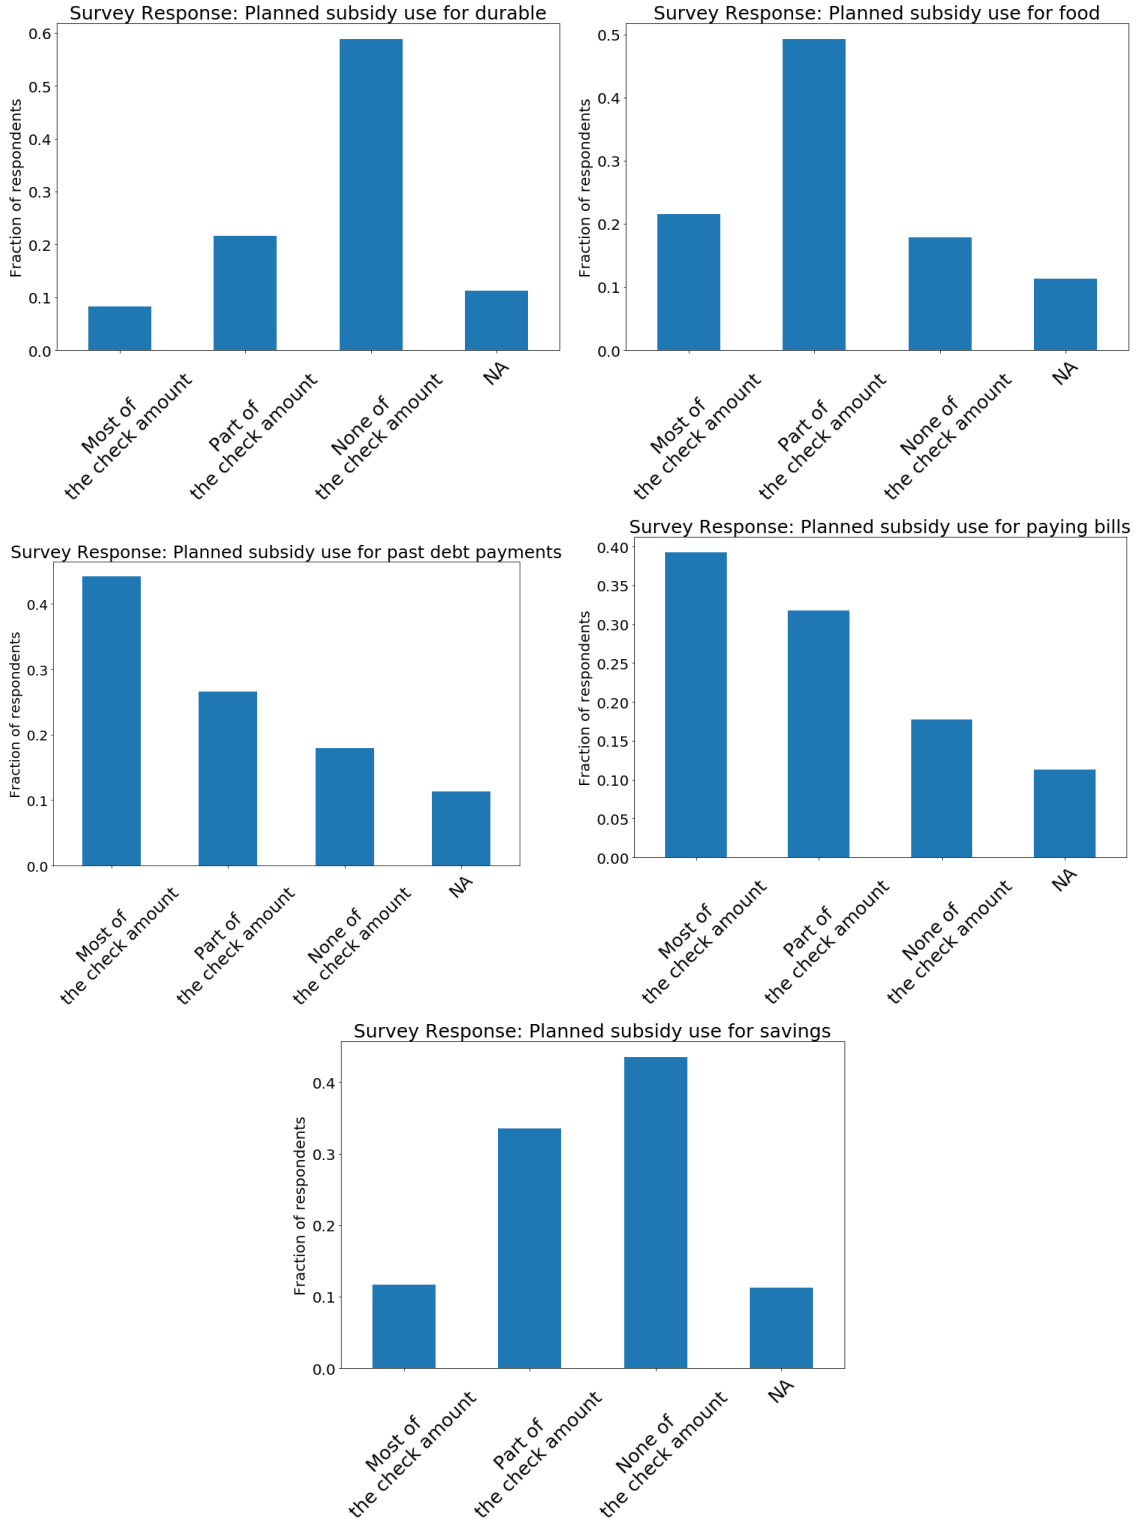 Survey Response: Planned subsidy use for durable
Fraction of respondents
0.6
0.5
0.4
0.3
0.2
0.1
0.0
Most of
the check amount
Part of
the check amount
None of
the check amount
NA
Survey Response: Planned subsidy use for food
Fraction of respondents
0.5
0.4
0.3
0.2
0.1
0.0
Most of
the check amount
Part of
the check amount
None of
the check amount
NA
Survey Response: Planned subsidy use for past debt payments
Fraction of respondents
0.4
0.3
0.2
0.1
0.0
Most of
the check amount
Part of
the check amount
None of
the check amount
NA
Survey Response: Planned subsidy use for paying bills
Fraction of respondents
0.40
0.35
0.30
0.25
0.20
0.15
0.10
0.05
0.00
Most of
the check amount
Part of
the check amount
None of
the check amount
NA
Survey Response: Planned subsidy use for savings
Fraction of respondents
0.4
0.3
0.2
0.1
0.0
Most of
the check amount
Part of
the check amount
None of
the check amount
NA